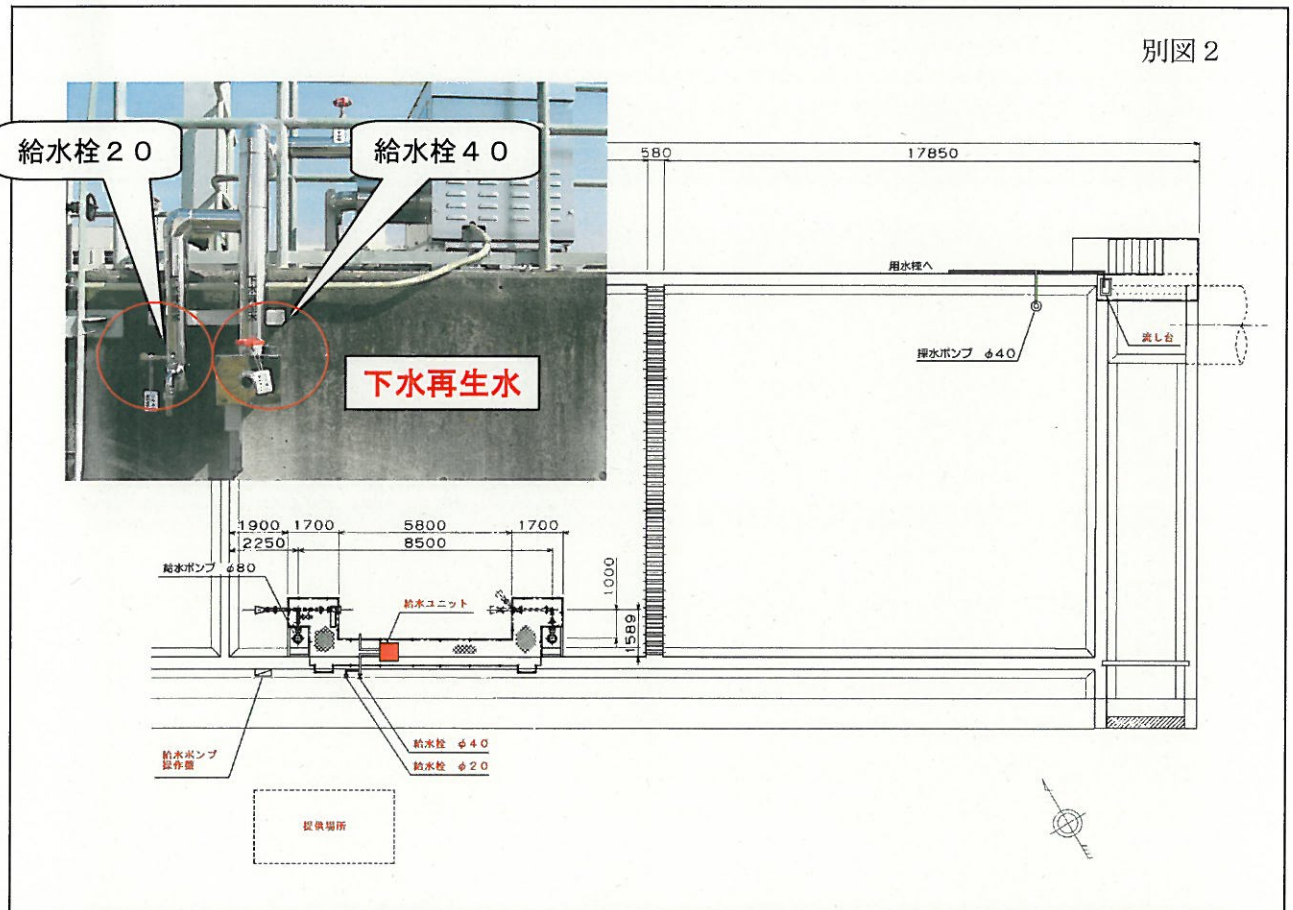 別図2
給水栓20
給水栓40
下水再生水
580
17850
用水栓へ
採水ポンプ φ40
流し台
1900
1700
5800
1700
2250
8500
給水ポンプ φ80
給水ユニット
1000
1589
給水ポンプ
操作盤
給水栓 φ40
給水栓 φ20
提供場所